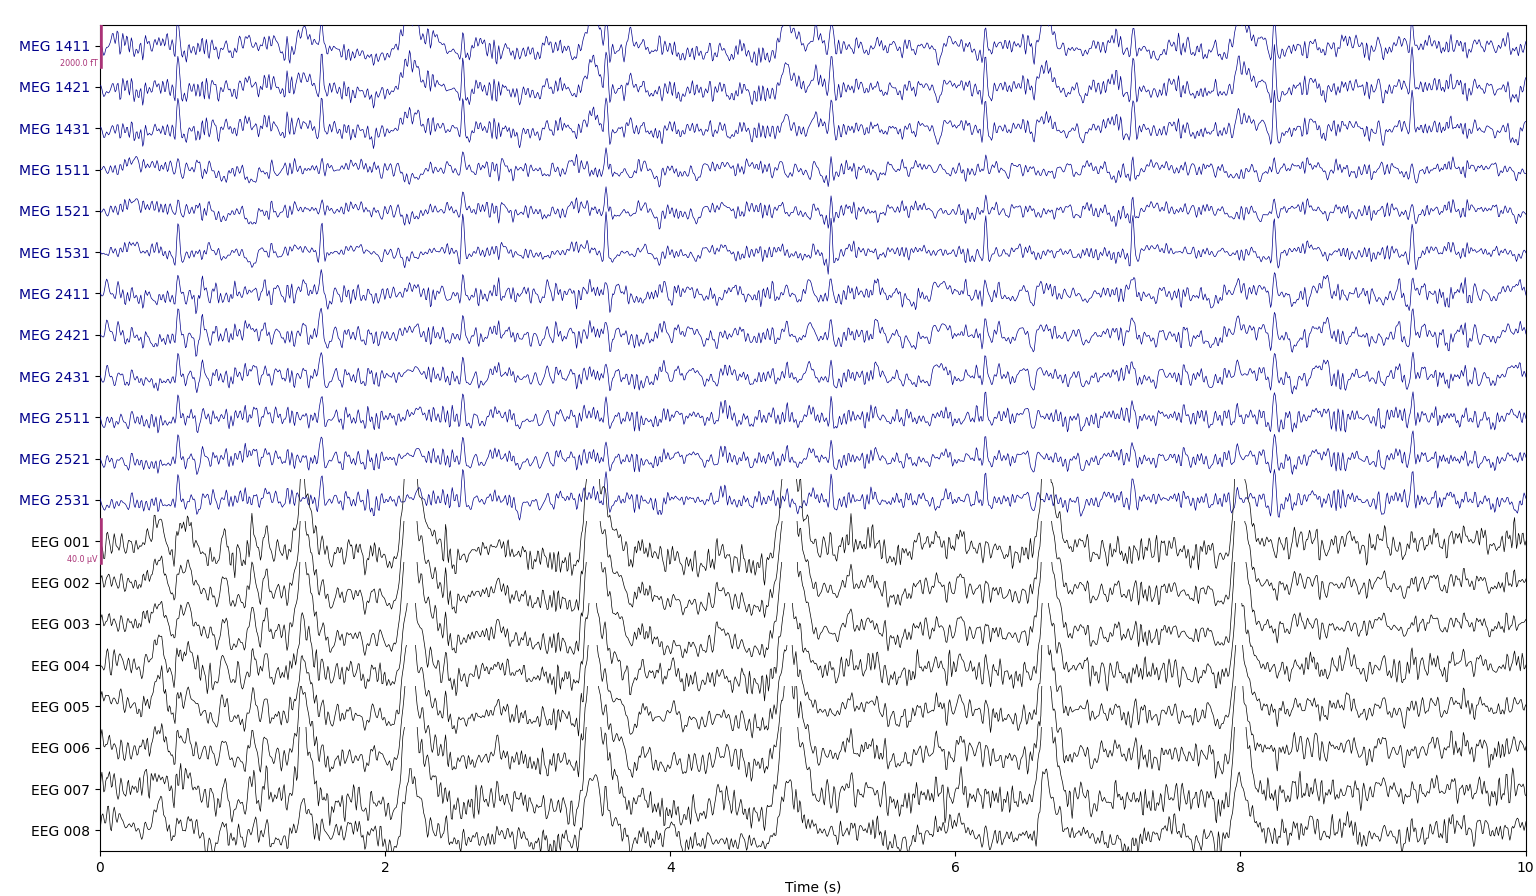 MEG 1411
2000.0 fT
MEG 1421
MEG 1431
MEG 1511
MEG 1521
MEG 1531
MEG 2411
MEG 2421
MEG 2431
MEG 2511
MEG 2521
MEG 2531
EEG 001
40.0 µV
EEG 002
EEG 003
EEG 004
EEG 005
EEG 006
EEG 007
EEG 008
0 2 4 6 8 10
Time (s)